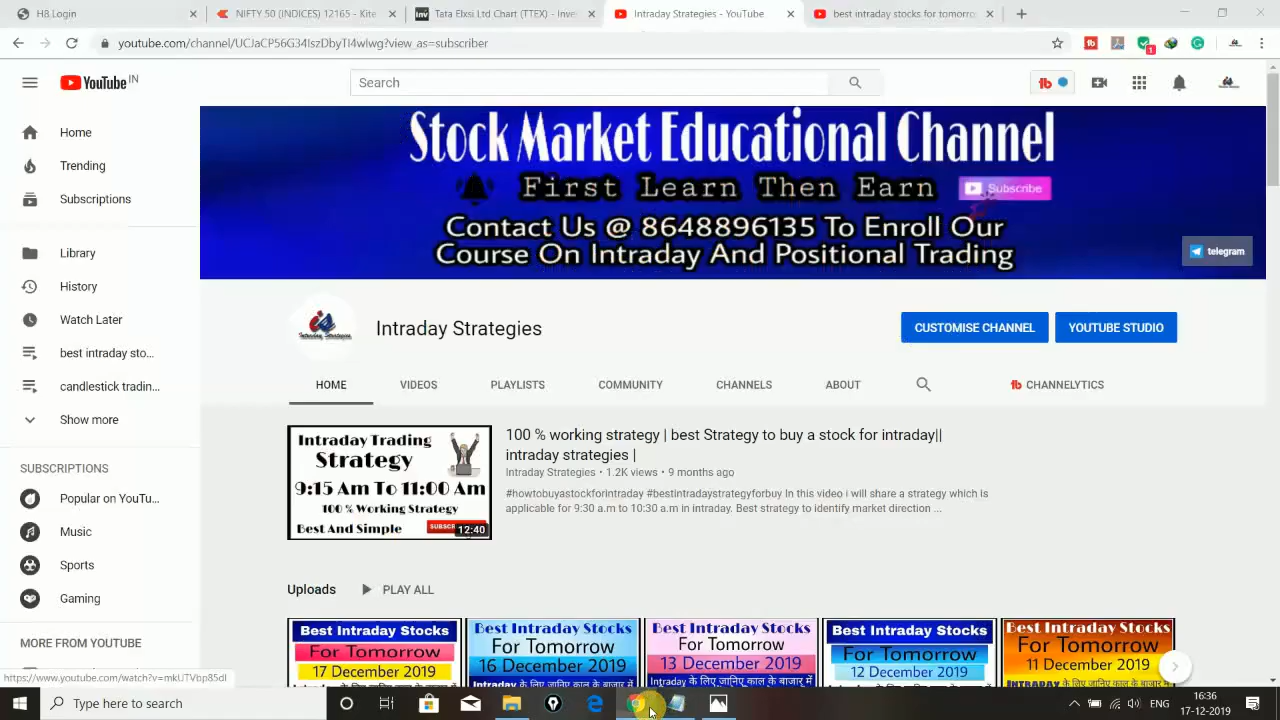 H8.Login
NIFTY 50 (INDICES) 12165 - Kite
Tata Elxsi.Ltd Chart (TTEX) - Inve
Intraday Strategies - YouTube
best intraday stocks for tomorro
youtube.com/channel/UCJaCP56G34IszDbyTI4wlwg?view_as=subscriber
YouTube IN
Search
Home
Trending
Subscriptions
Library
History
Watch Later
best intraday sto...
candlestick tradin...
Show more
SUBSCRIPTIONS
Popular on YouTu...
Music
Sports
Gaming
MORE FROM YOUTUBE
Stock Market Educational Channel
First Learn Then Earn
Subscribe
Contact Us @ 8648896135 To Enroll Our
Course On Intraday And Positional Trading
telegram
Intraday Strategies
CUSTOMISE CHANNEL
YOUTUBE STUDIO
HOME
VIDEOS
PLAYLISTS
COMMUNITY
CHANNELS
ABOUT
CHANNELYTICS
Intraday Trading
Strategy
9:15 Am To 11:00 Am
100 % Working Strategy
Best And Simple
12:40
100 % working strategy | best Strategy to buy a stock for intraday||
intraday strategies |
Intraday Strategies • 1.2K views • 9 months ago
#howtobuyastockforintraday #bestintradaystrategyforbuy In this video i will share a strategy which is
applicable for 9:30 a.m to 10:30 a.m in intraday. Best strategy to identify market direction ...
Uploads
PLAY ALL
Best Intraday Stocks
For Tomorrow
17 December 2019
Intraday के लिए जानिए काल के बाजार में
Best Intraday Stocks
For Tomorrow
16 December 2019
Intraday के लिए जानिए काल के बाजार में
Best Intraday Stocks
For Tomorrow
13 December 2019
Intraday के लिए जानिए काल के बाजार में
Best Intraday Stocks
For Tomorrow
12 December 2019
Intraday के लिए जानिए काल के बाजार में
Best Intraday Stocks
For Tomorrow
11 December 2019
Intraday के लिए जानिए काल के बाजार में
https://www.youtube.com/watch?v=mkIJTVbp85dI
Type here to search
ENG
16:36
17-12-2019